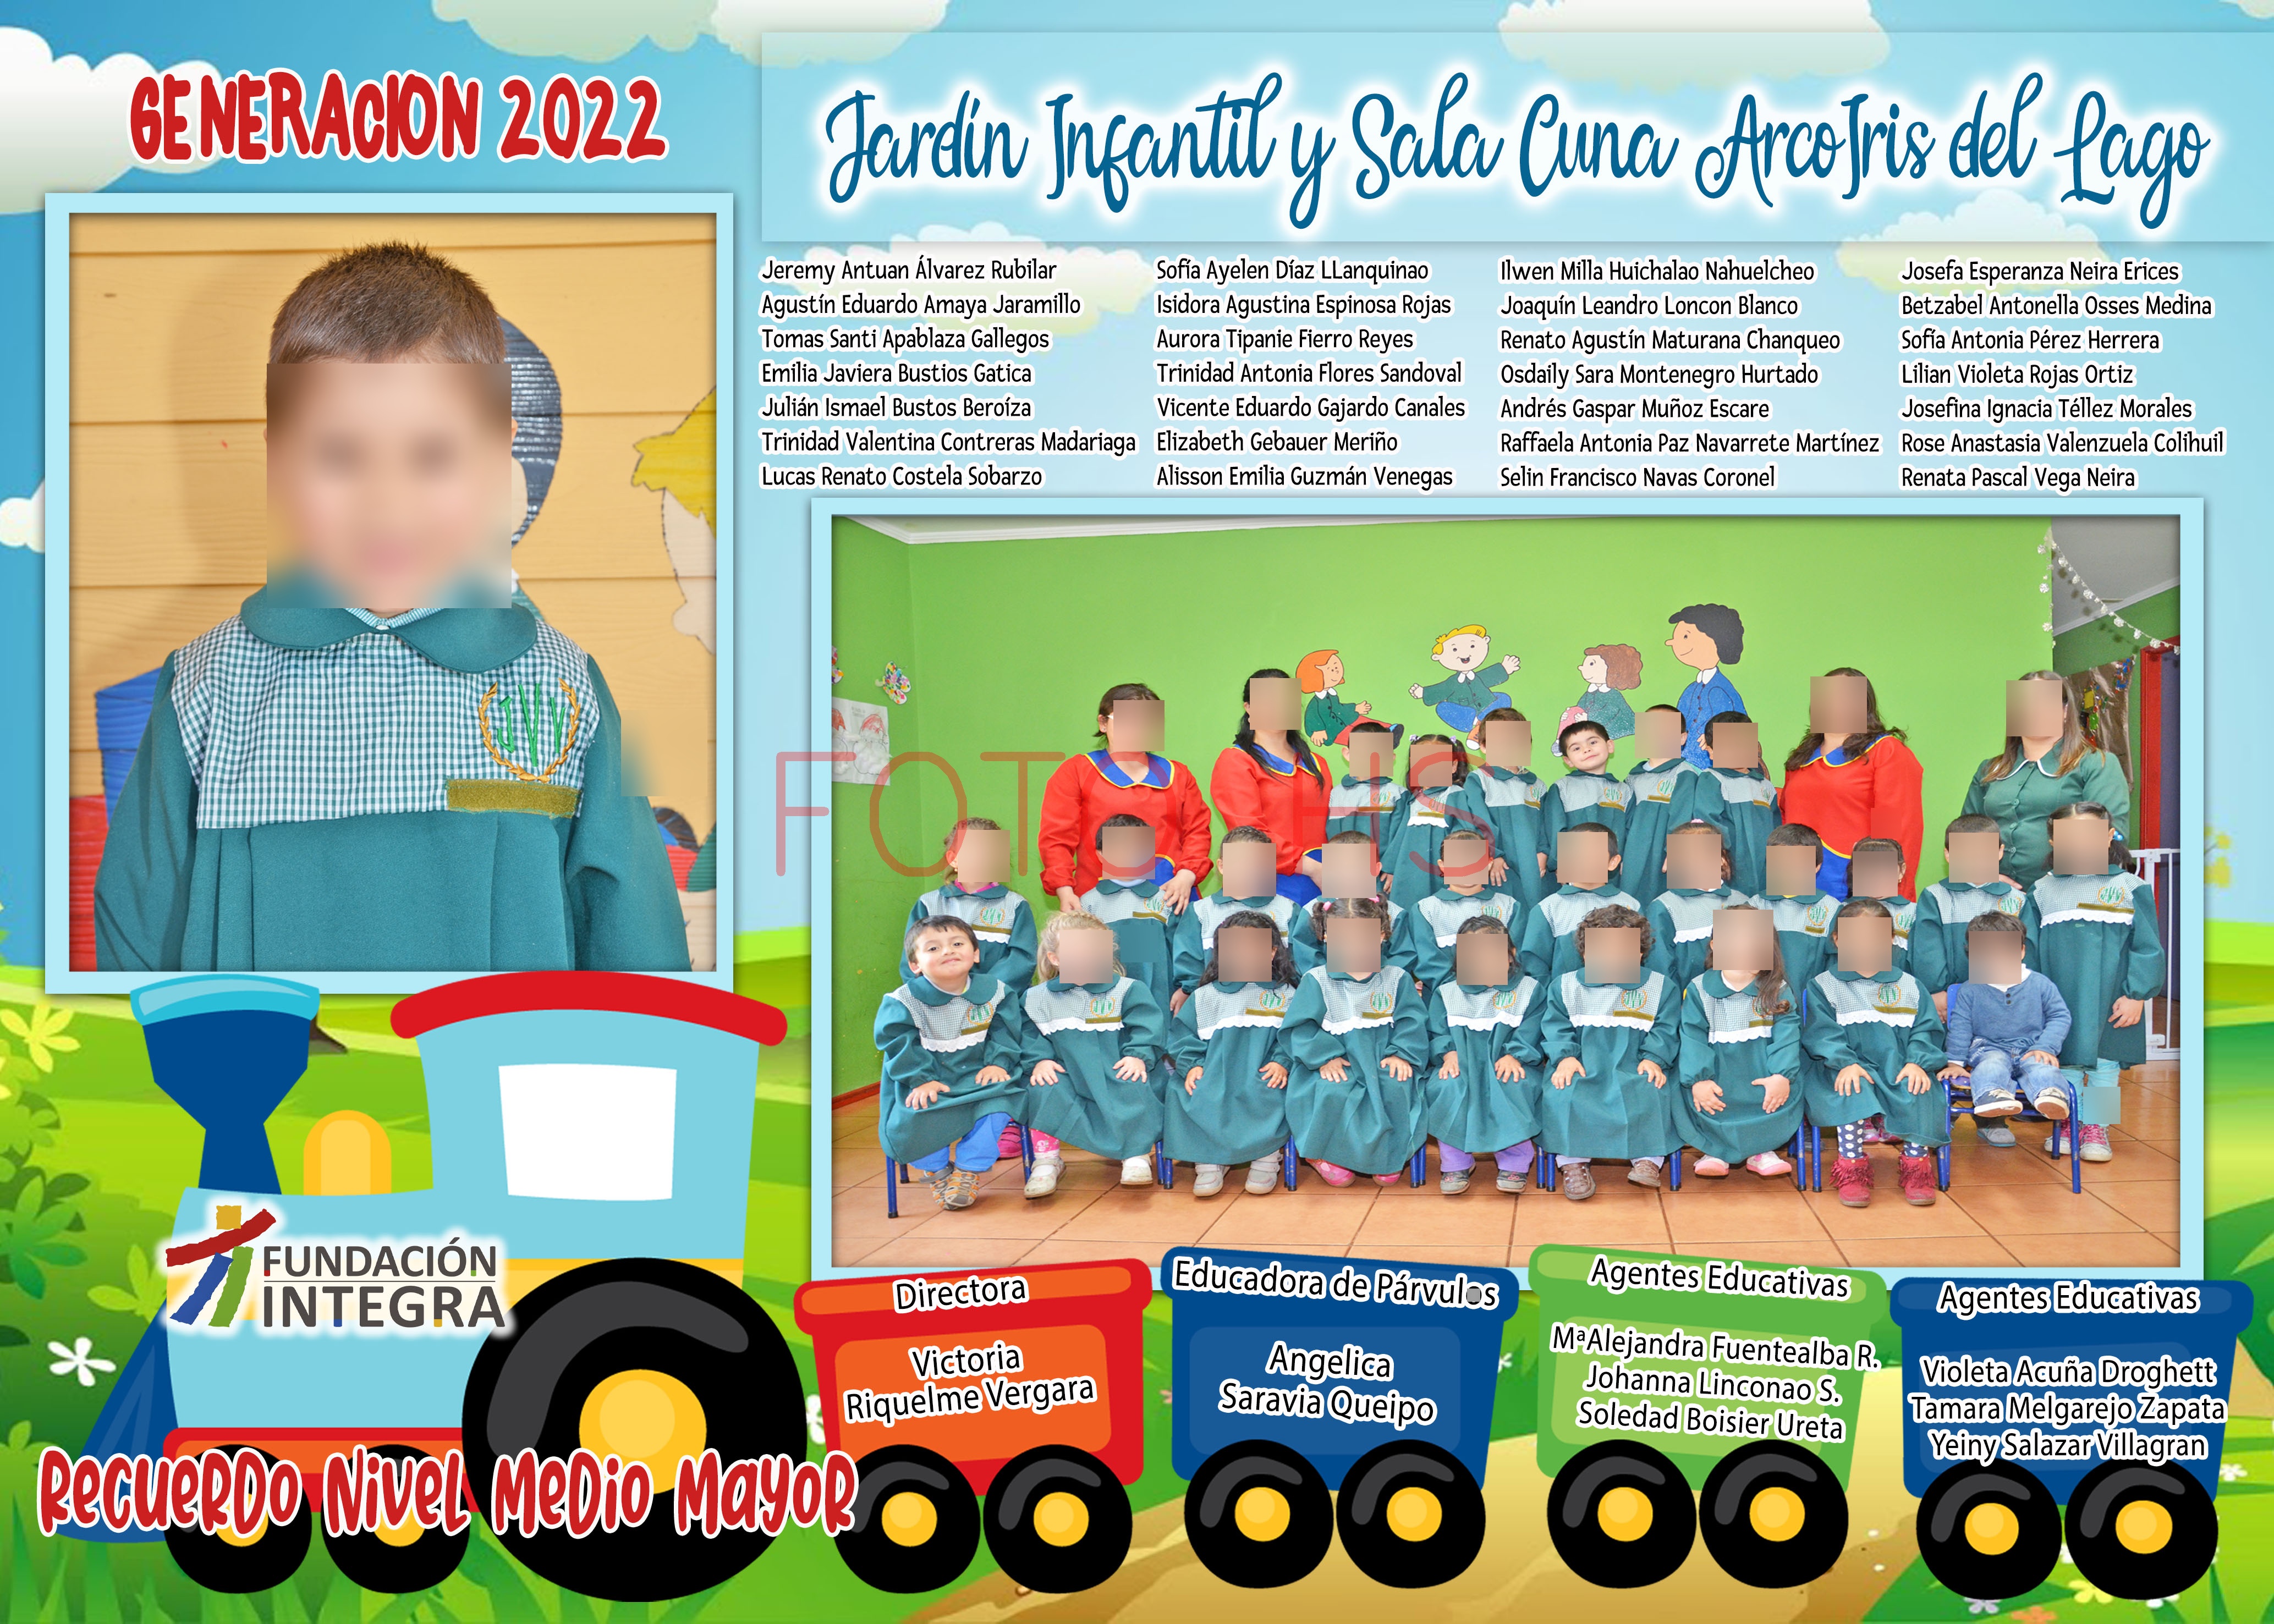 GENERACION 2022
Jardín Infantil y Sala Cuna ArcoIris del Lago
Jeremy Antuan Álvarez Rubilar
Agustín Eduardo Amaya Jaramillo
Tomas Santi Apablaza Gallegos
Emilia Javiera Bustios Gatica
Julián Ismael Bustos Beroíza
Trinidad Valentina Contreras Madariaga
Lucas Renato Costela Sobarzo
Sofía Ayelen Díaz LLanquinao
Isidora Agustina Espinosa Rojas
Aurora Tipanie Fierro Reyes
Trinidad Antonia Flores Sandoval
Vicente Eduardo Gajardo Canales
Elizabeth Gebauer Meriño
Alisson Emilia Guzmán Venegas
Ilwen Milla Huichalao Nahuelcheo
Joaquín Leandro Loncon Blanco
Renato Agustín Maturana Chanqueo
Osdaily Sara Montenegro Hurtado
Andrés Gaspar Muñoz Escare
Raffaela Antonia Paz Navarrete Martínez
Selin Francisco Navas Coronel
Josefa Esperanza Neira Erices
Betzabel Antonella Osses Medina
Sofía Antonia Pérez Herrera
Lilian Violeta Rojas Ortiz
Josefina Ignacia Téllez Morales
Rose Anastasia Valenzuela Colihuil
Renata Pascal Vega Neira
JVY
FUNDACIÓN
INTEGRA
RECUERDO NIVEL MEDIO MAYOR
Directora
Victoria
Riquelme Vergara
Educadora de Párvulos
Angelica
Saravia Queipo
Agentes Educativas
MªAlejandra Fuentealba R.
Johanna Linconao S.
Soledad Boisier Ureta
Agentes Educativas
Violeta Acuña Droghett
Tamara Melgarejo Zapata
Yeiny Salazar Villagran